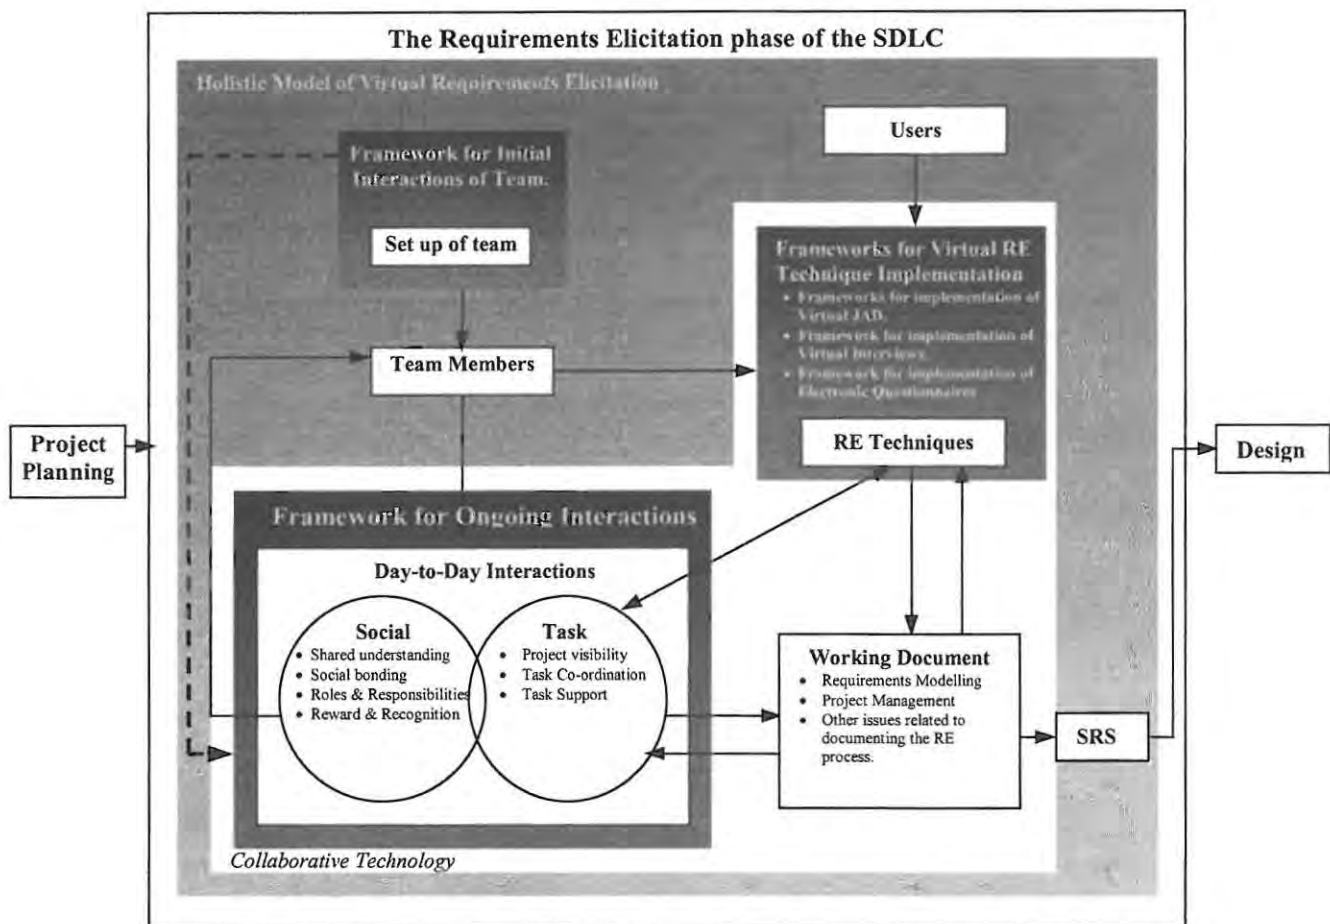 The Requirements Elicitation phase of the SDLC
Holistic Model of Virtual Requirements Elicitation
Users
Framework for Initial
Interactions of Team.
Set up of team
Frameworks for Virtual RE
Technique Implementation
• Frameworks for implementation of
Virtual JAD.
• Framework for implementation of
Virtual Interviews.
• Framework for implementation of
Electronic Questionnaires
Team Members
RE Techniques
Project
Planning
Design
Framework for Ongoing Interactions
Day-to-Day Interactions
Social
• Shared understanding
• Social bonding
• Roles & Responsibilities
• Reward & Recognition
Task
• Project visibility
• Task Co-ordination
• Task Support
Working Document
• Requirements Modelling
• Project Management
• Other issues related to
documenting the RE
process.
SRS
Collaborative Technology